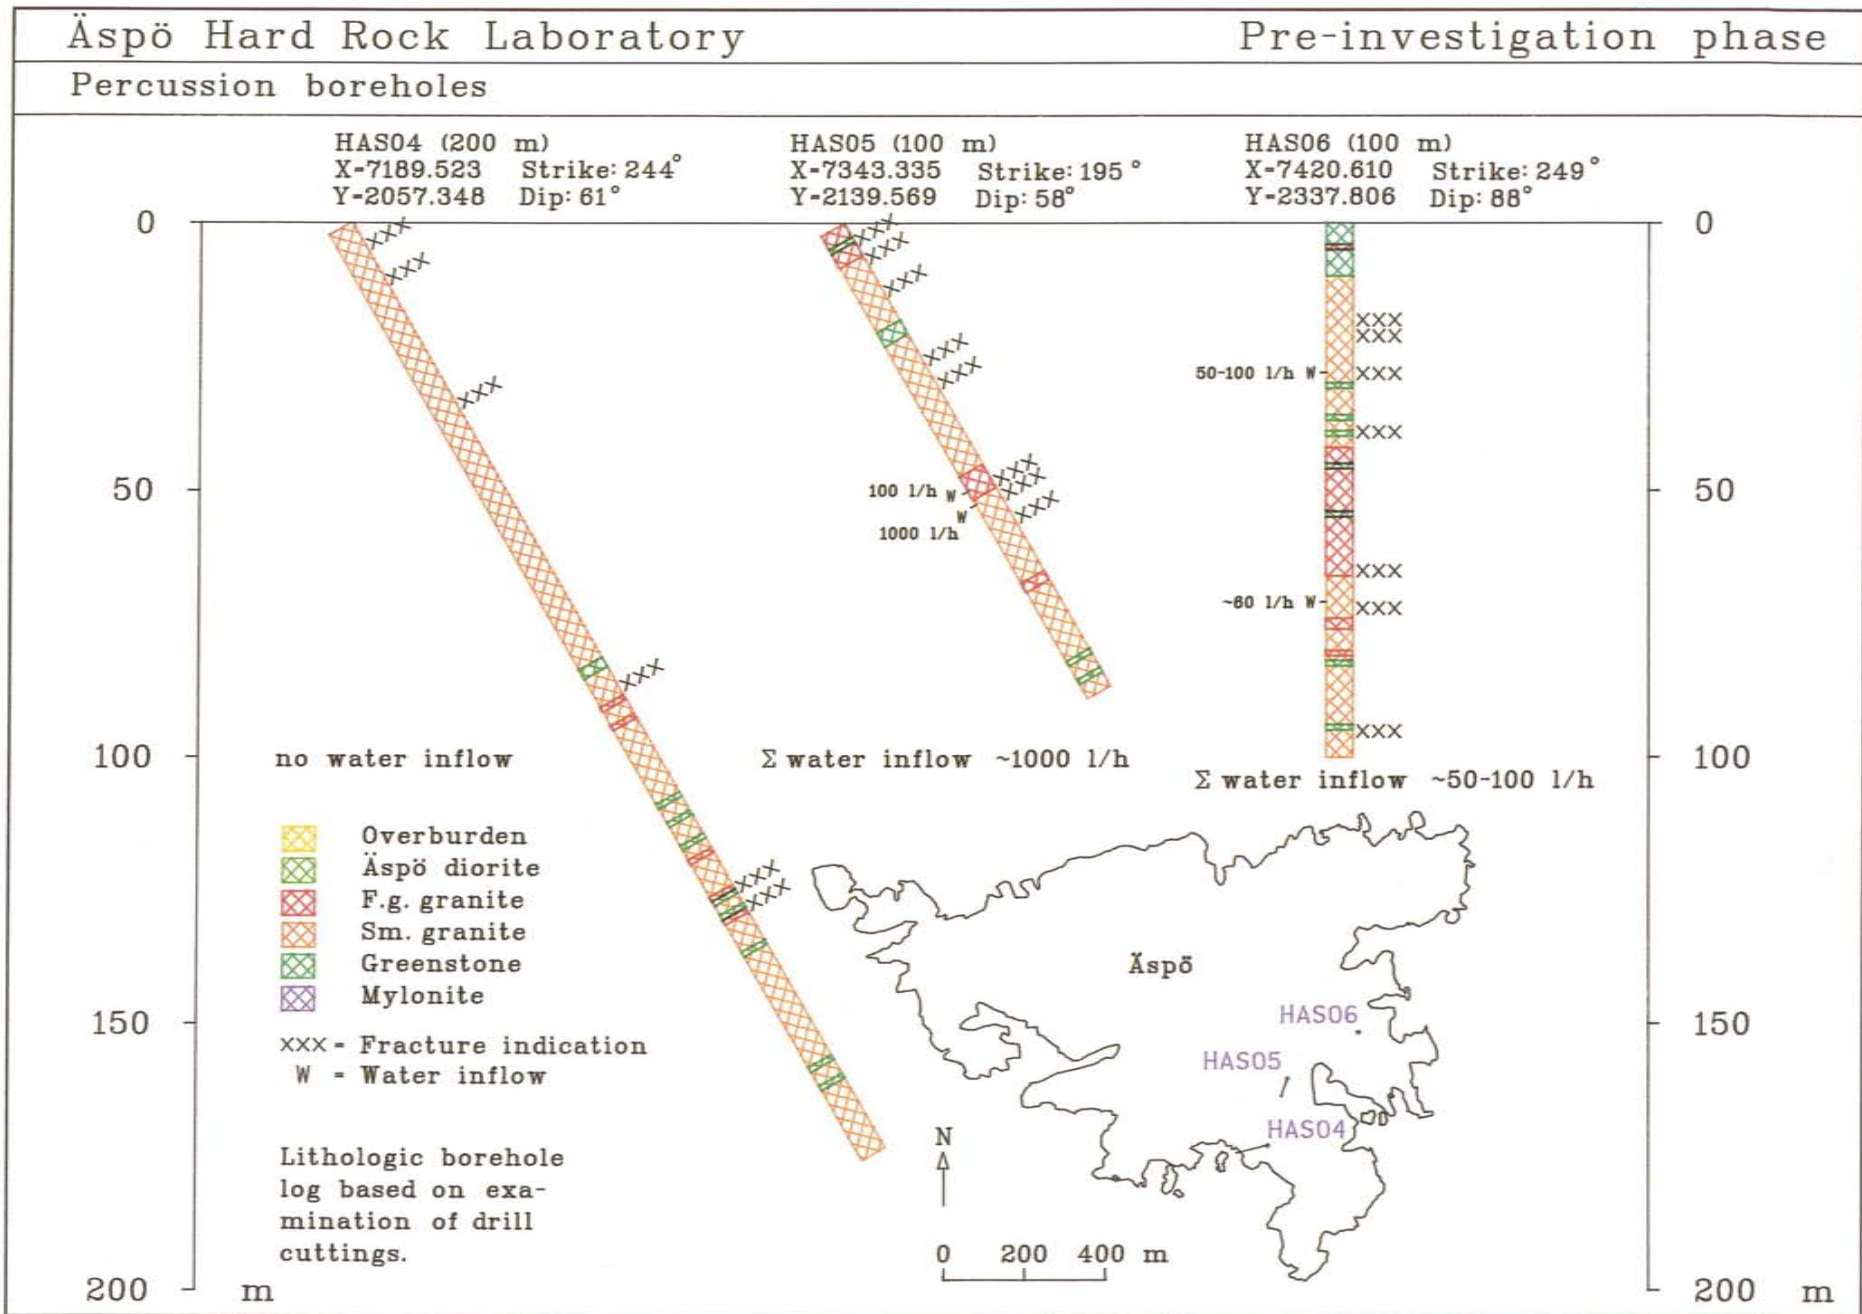 Äspö Hard Rock Laboratory Pre-investigation phase
Percussion boreholes
HAS04 (200 m)
X-7189.523 Strike: 244°
Y-2057.348 Dip: 61°
HAS05 (100 m)
X-7343.335 Strike: 195°
Y-2139.569 Dip: 58°
HAS06 (100 m)
X-7420.610 Strike: 249°
Y-2337.806 Dip: 88°
0
50
100
150
200 m
0
50
100
150
200 m
xxx
xxx
xxx
xxx
xxx
xxx
xxx
xxx
xxx
xxx
xxx
xxx
xxx
xxx
100 l/h W
W
1000 l/h
xxx
xxx
50-100 l/h W
xxx
xxx
xxx
~60 l/h W
xxx
xxx
no water inflow
Σ water inflow ~1000 l/h
Σ water inflow ~50-100 l/h
Overburden
Äspö diorite
F.g. granite
Sm. granite
Greenstone
Mylonite
xxx - Fracture indication
W - Water inflow
Lithologic borehole
log based on exa-
mination of drill
cuttings.
Äspö
HAS06
HAS05
HAS04
N
0 200 400 m